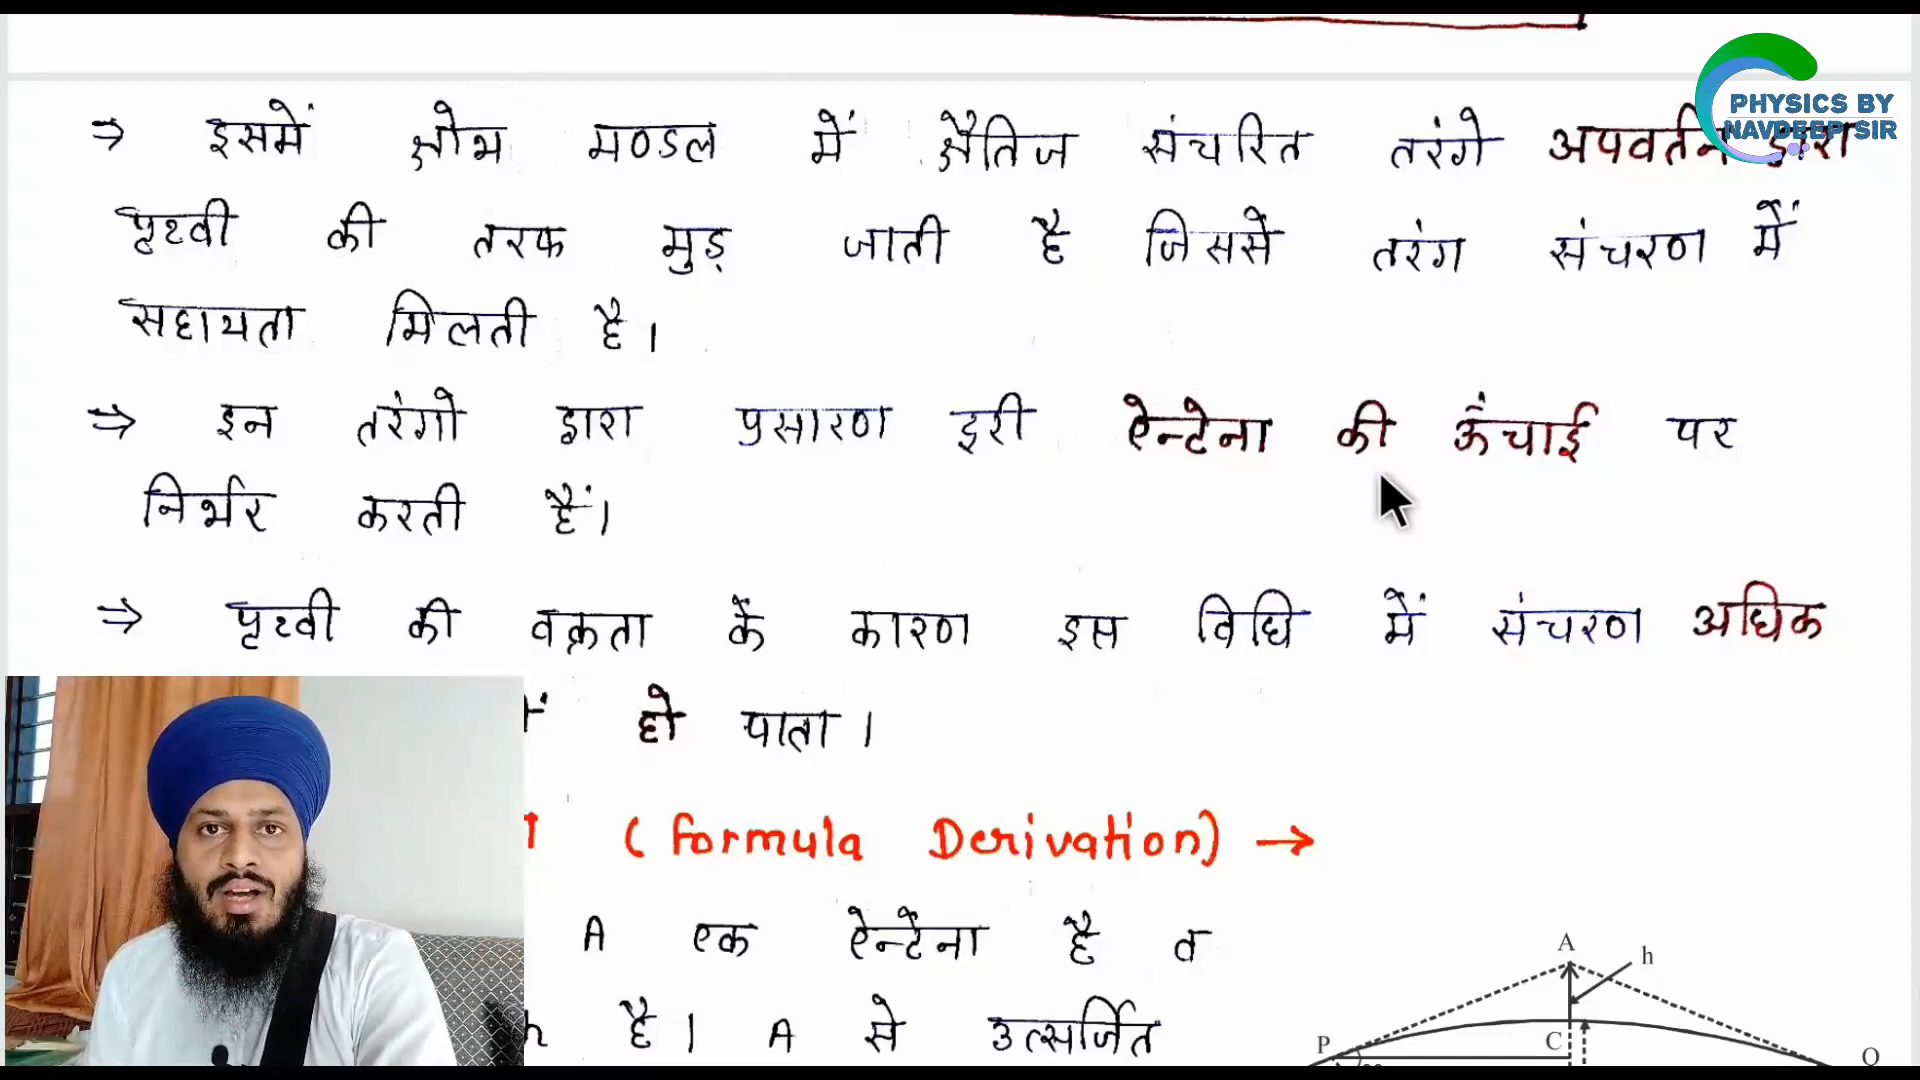 PHYSICS BY
NAVDEEP SIR
⇒ इसमें क्षोभ मण्डल में क्षैतिज संचरित तरंगे अपवर्तन द्वारा
पृथ्वी की तरफ मुड़ जाती है जिससे तरंग संचरण में
सहायता मिलती है।
⇒ इन तरंगो द्वारा प्रसारण दूरी ऐन्टेना की ऊँचाई पर
निर्भर करती हैं।
⇒ पृथ्वी की वक्रता के कारण इस विधि में संचरण अधिक
हो पाता।
(Formula Derivation) →
A एक ऐन्टेना है व
h है। A से उत्सर्जित
A
h
C
P
Q